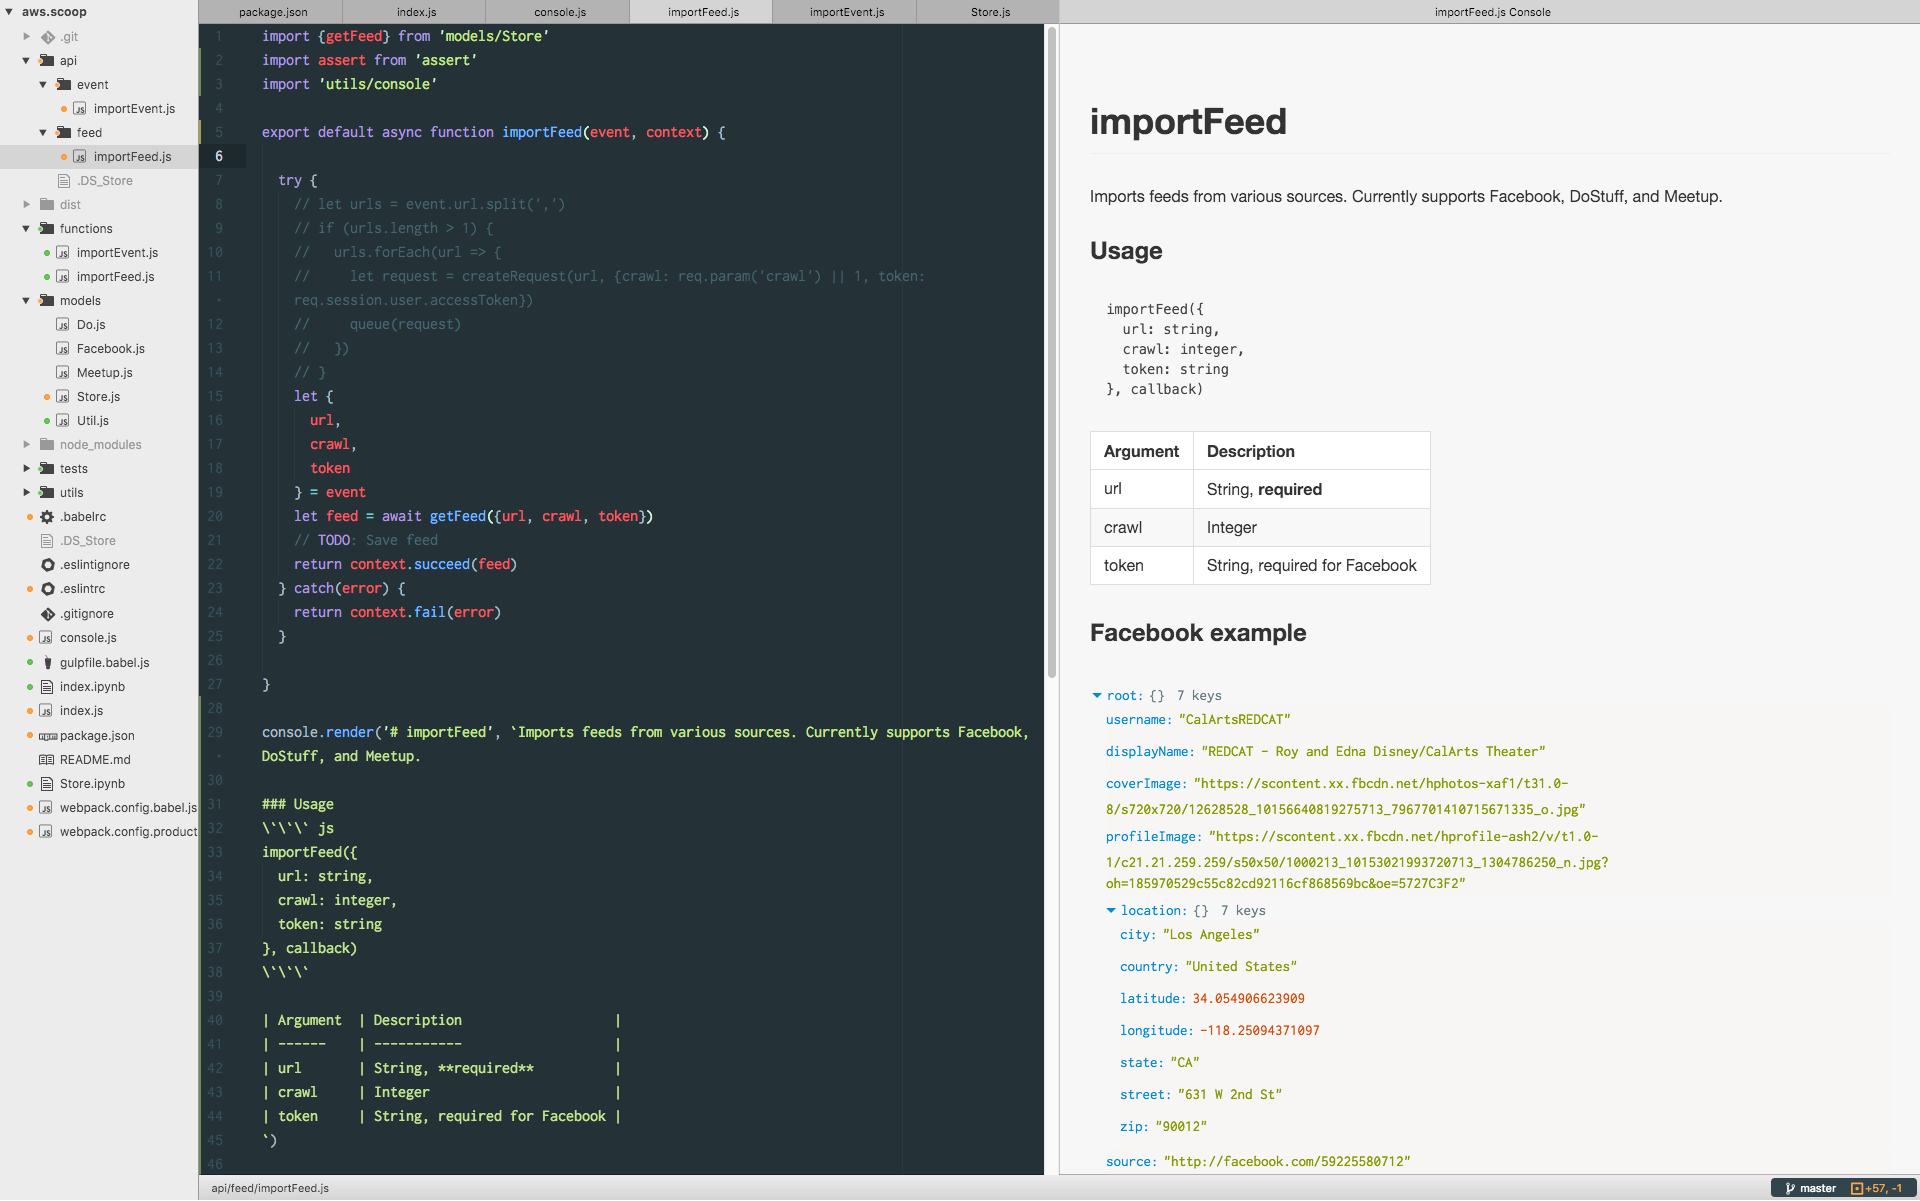 aws.scoop
.git
api
event
importEvent.js
feed
importFeed.js
.DS_Store
dist
functions
importEvent.js
importFeed.js
models
Do.js
Facebook.js
Meetup.js
Store.js
Util.js
node_modules
tests
utils
.babelrc
.DS_Store
.eslintignore
.eslintrc
.gitignore
console.js
gulpfile.babel.js
index.ipynb
index.js
package.json
README.md
Store.ipynb
webpack.config.babel.js
webpack.config.product
package.json
index.js
console.js
importFeed.js
importEvent.js
Store.js
1 import {getFeed} from 'models/Store'
2 import assert from 'assert'
3 import 'utils/console'
4
5 export default async function importFeed(event, context) {
6
7 try {
8 // let urls = event.url.split(',')
9 // if (urls.length > 1) {
10 //   urls.forEach(url => {
11 //     let request = createRequest(url, {crawl: req.param('crawl') || 1, token:
• req.session.user.accessToken})
12 //     queue(request)
13 //   })
14 // }
15 let {
16 url,
17 crawl,
18 token
19 } = event
20 let feed = await getFeed({url, crawl, token})
21 // TODO: Save feed
22 return context.succeed(feed)
23 } catch(error) {
24 return context.fail(error)
25 }
26
27 }
28
29 console.render('# importFeed', `Imports feeds from various sources. Currently supports Facebook,
• DoStuff, and Meetup.
30
31 ### Usage
32 \`\`\` js
33 importFeed({
34 url: string,
35 crawl: integer,
36 token: string
37 }, callback)
38 \`\`\`
39
40 | Argument  | Description                   |
41 | ------    | -----------                   |
42 | url       | String, **required**          |
43 | crawl     | Integer                       |
44 | token     | String, required for Facebook |
45 `)
46
api/feed/importFeed.js
importFeed.js Console
importFeed
Imports feeds from various sources. Currently supports Facebook, DoStuff, and Meetup.
Usage
importFeed({
url: string,
crawl: integer,
token: string
}, callback)
Argument Description
url String, required
crawl Integer
token String, required for Facebook
Facebook example
root: {} 7 keys
username: "CalArtsREDCAT"
displayName: "REDCAT - Roy and Edna Disney/CalArts Theater"
coverImage: "https://scontent.xx.fbcdn.net/hphotos-xaf1/t31.0-
8/s720x720/12628528_10156640819275713_7967701410715671335_o.jpg"
profileImage: "https://scontent.xx.fbcdn.net/hprofile-ash2/v/t1.0-
1/c21.21.259.259/s50x50/1000213_10153021993720713_1304786250_n.jpg?
oh=185970529c55c82cd92116cf868569bc&oe=5727C3F2"
location: {} 7 keys
city: "Los Angeles"
country: "United States"
latitude: 34.054906623909
longitude: -118.25094371097
state: "CA"
street: "631 W 2nd St"
zip: "90012"
source: "http://facebook.com/59225580712"
master +57, -1